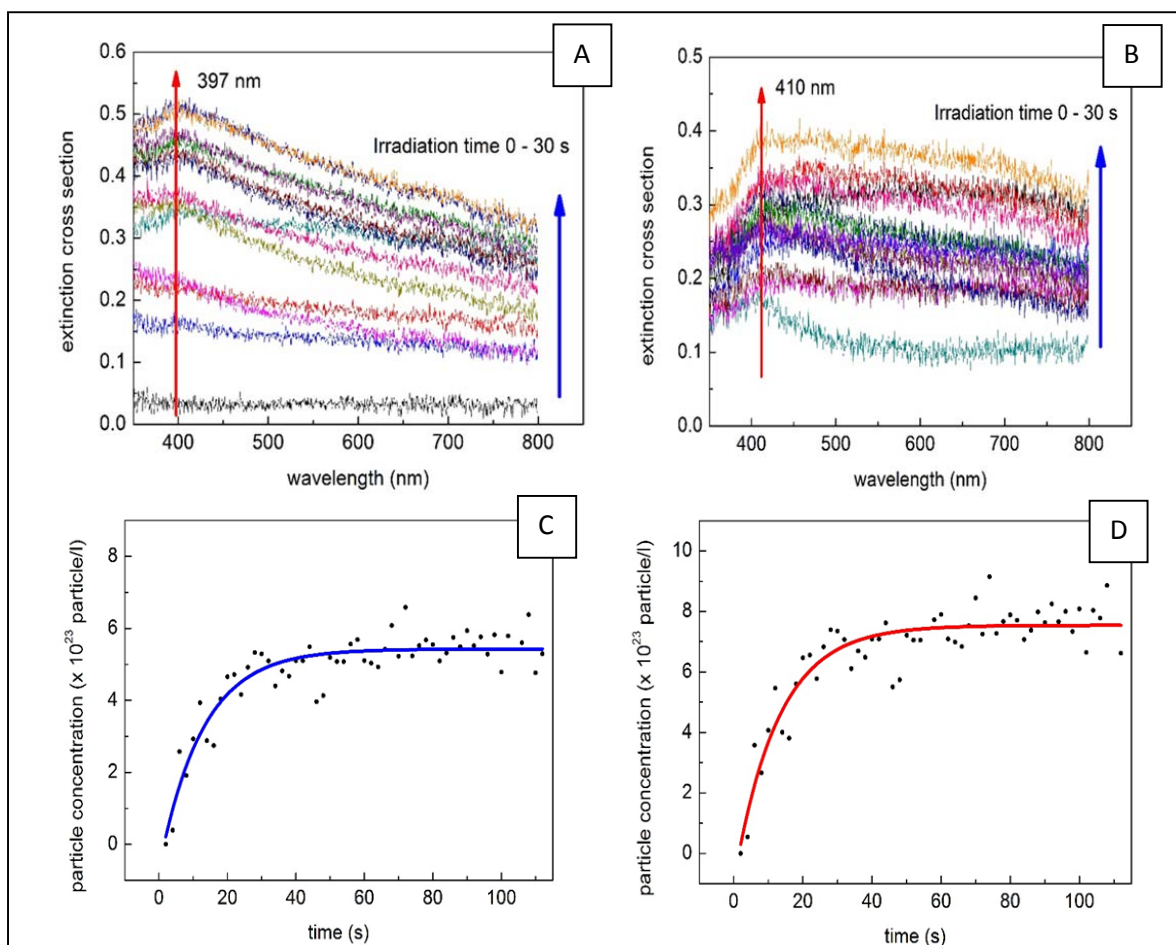 A
0.6
0.5
0.4
0.3
0.2
0.1
0.0
extinction cross section
397 nm
Irradiation time 0 - 30 s
400
500
600
700
800
wavelength (nm)
B
0.5
0.4
0.3
0.2
0.1
0.0
extinction cross section
410 nm
Irradiation time 0 - 30 s
400
500
600
700
800
wavelength (nm)
C
8
6
4
2
0
particle concentration (x 10²³ particle/l)
0
20
40
60
80
100
time (s)
D
10
8
6
4
2
0
particle concentration (x 10²³ particle/l)
0
20
40
60
80
100
time (s)